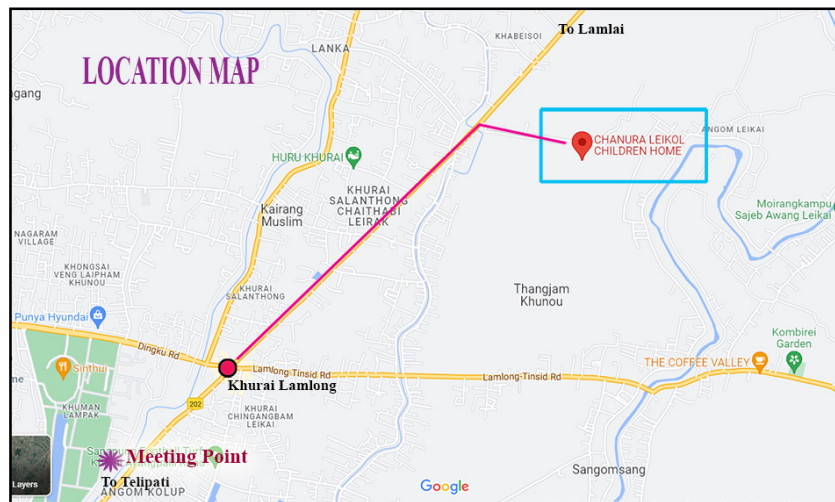 To Lamlai
KHABEISOI
LANKA
LOCATION MAP
gang
CHANURA LEIKOL
CHILDREN HOME
ANGOM LEIKAI
HURU KHURAI
KHURAI
SALANTHONG
CHAITHABI
LEIRAK
Kairang
Muslim
Moirangkampu
Sajeb Awang Leikai
NAGARAM
VILLAGE
KHONGSAI
VENG LAIPHAM
KHUNOU
KHURAI
SALANTHONG
Thangjam
Khunou
Punya Hyundai
Dingku Rd
Kombirei
Garden
THE COFFEE VALLEY
Sinthui
Lamlong-Tinsid Rd
Lamlong-Tinsid Rd
Khurai Lamlong
202
KHUMAN
LAMPAK
KHURAI
CHINGANGBAM
LEIKAI
Meeting Point
Sangomsang
To Telipati
ANGOM KOLUP
Layers
Google